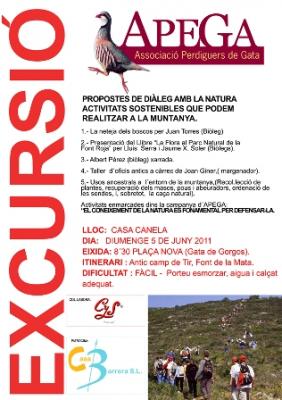 EXCURSIÓ
APEGA
Associació Perdiguers de Gata
PROPOSTES DE DIÀLEG AMB LA NATURA
ACTIVITATS SOSTENIBLES QUE PODEM
REALITZAR A LA MUNTANYA.
1.- La neteja dels boscos per Juan Torres (Biòleg)
2.- Presentació del Llibre "La Flora al Parc Natural de la
Font Roja" per Lluís Serra i Jaume X. Soler (Biòlegs).
3.- Albert Pérez (biòleg) xarrada.
4.- Taller d'oficis antics a càrrec de Joan Giner,( margenador).
5.- Usos ancestrals a l'entorn de la muntanya,(Recol.lecció de
plantes, recuperació dels masos, pous i abeuradors, ordenació de
les sendes, i, sobretot, la caça natural).
Activitats enmarcades dins la campanya d'APEGA:
"EL CONEIXEMENT DE LA NATURA ÉS FONAMENTAL PER DEFENSAR-LA.
LLOC: CASA CANELA
DIA: DIUMENGE 5 DE JUNY 2011
EIXIDA: 8´30 PLAÇA NOVA (Gata de Gorgos).
ITINERARI : Antic camp de Tir, Font de la Mata.
DIFICULTAT : FÀCIL - Porteu esmorzar, aigua i calçat
adequat.
COL.LABORA:
PATROCINA:
Casa
Borrera S.L.